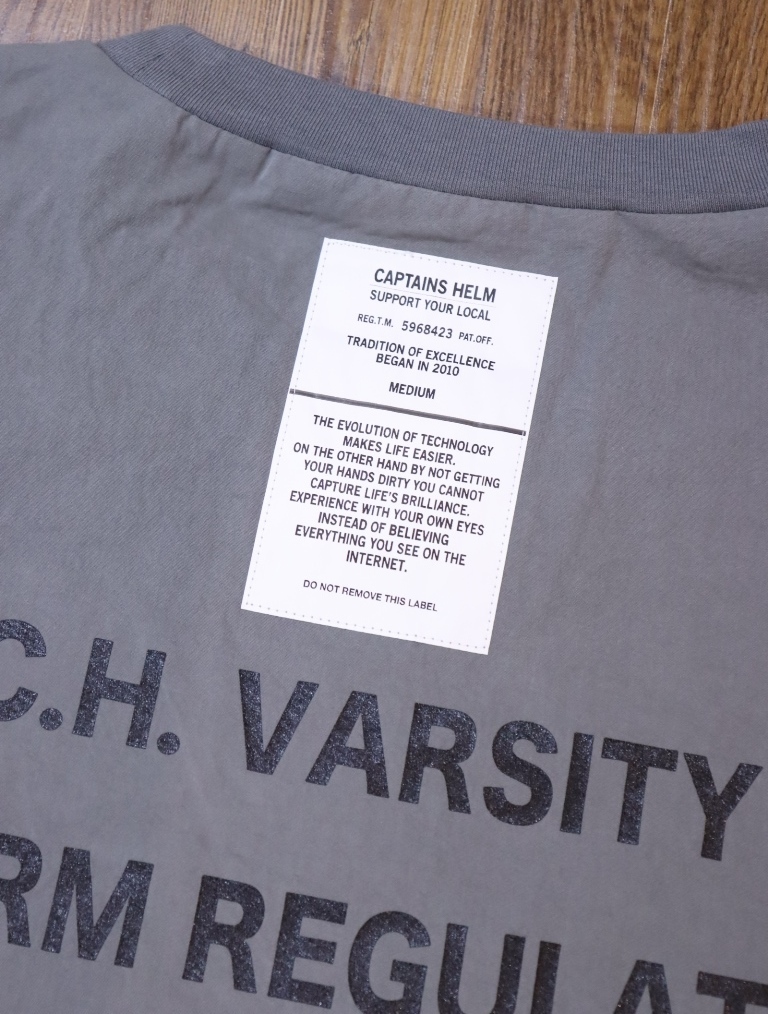 CAPTAINS HELM
SUPPORT YOUR LOCAL
REG.T.M. 5968423 PAT.OFF.
TRADITION OF EXCELLENCE
BEGAN IN 2010
MEDIUM
THE EVOLUTION OF TECHNOLOGY
MAKES LIFE EASIER.
ON THE OTHER HAND BY NOT GETTING
YOUR HANDS DIRTY YOU CANNOT
CAPTURE LIFE'S BRILLIANCE.
EXPERIENCE WITH YOUR OWN EYES
INSTEAD OF BELIEVING
EVERYTHING YOU SEE ON THE
INTERNET.
DO NOT REMOVE THIS LABEL
C.H. VARSITY
RM REGULAT